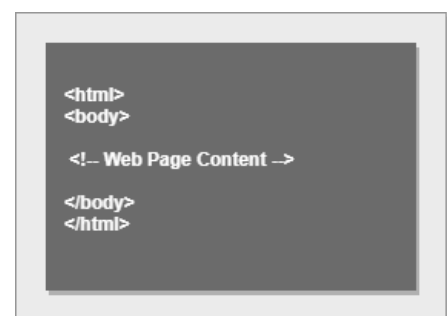 <html>
<body>
<!-- Web Page Content -->
</body>
</html>